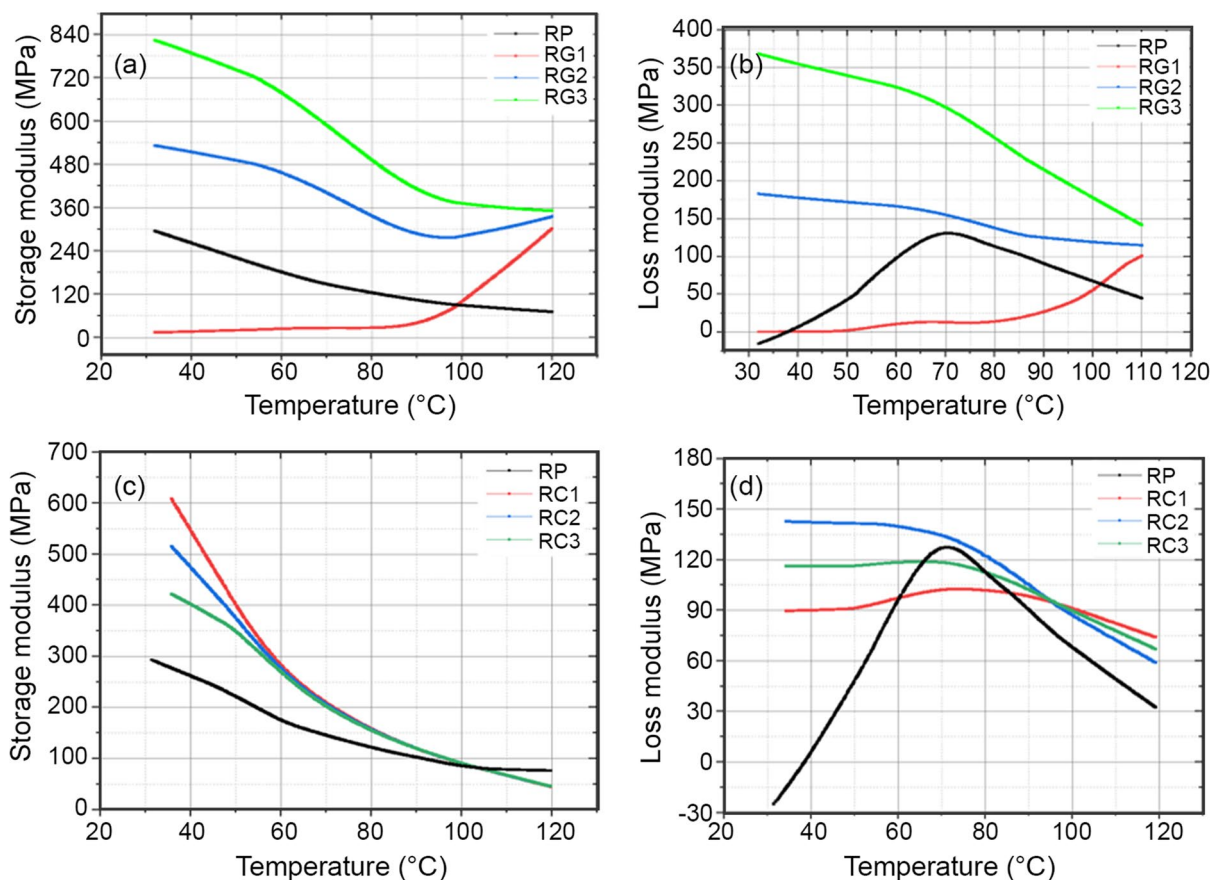 (a)
Storage modulus (MPa)
840
720
600
480
360
240
120
0
RP
RG1
RG2
RG3
20 40 60 80 100 120
Temperature (°C)
(b)
Loss modulus (MPa)
400
350
300
250
200
150
100
50
0
RP
RG1
RG2
RG3
30 40 50 60 70 80 90 100 110 120
Temperature (°C)
(c)
Storage modulus (MPa)
700
600
500
400
300
200
100
0
RP
RC1
RC2
RC3
20 40 60 80 100 120
Temperature (°C)
(d)
Loss modulus (MPa)
180
150
120
90
60
30
0
-30
RP
RC1
RC2
RC3
20 40 60 80 100 120
Temperature (°C)